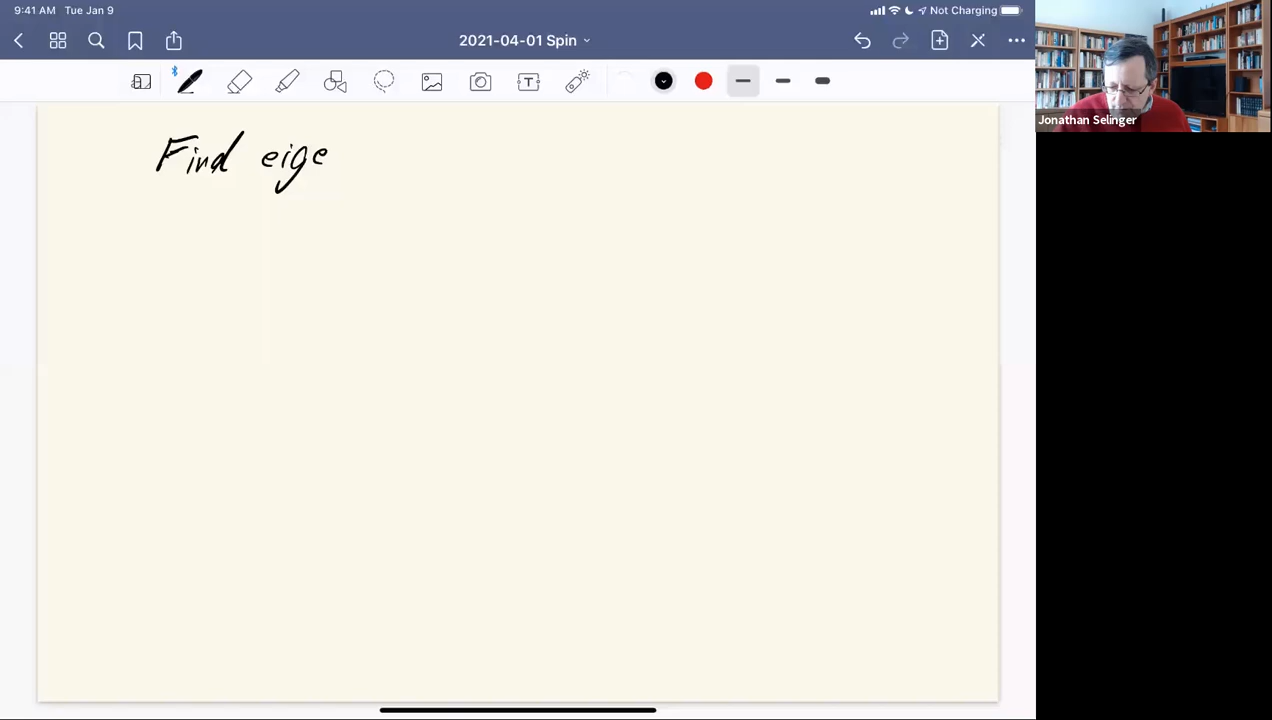 9:41 AM Tue Jan 9
Not Charging
2021-04-01 Spin
T
Jonathan Selinger
Find eige